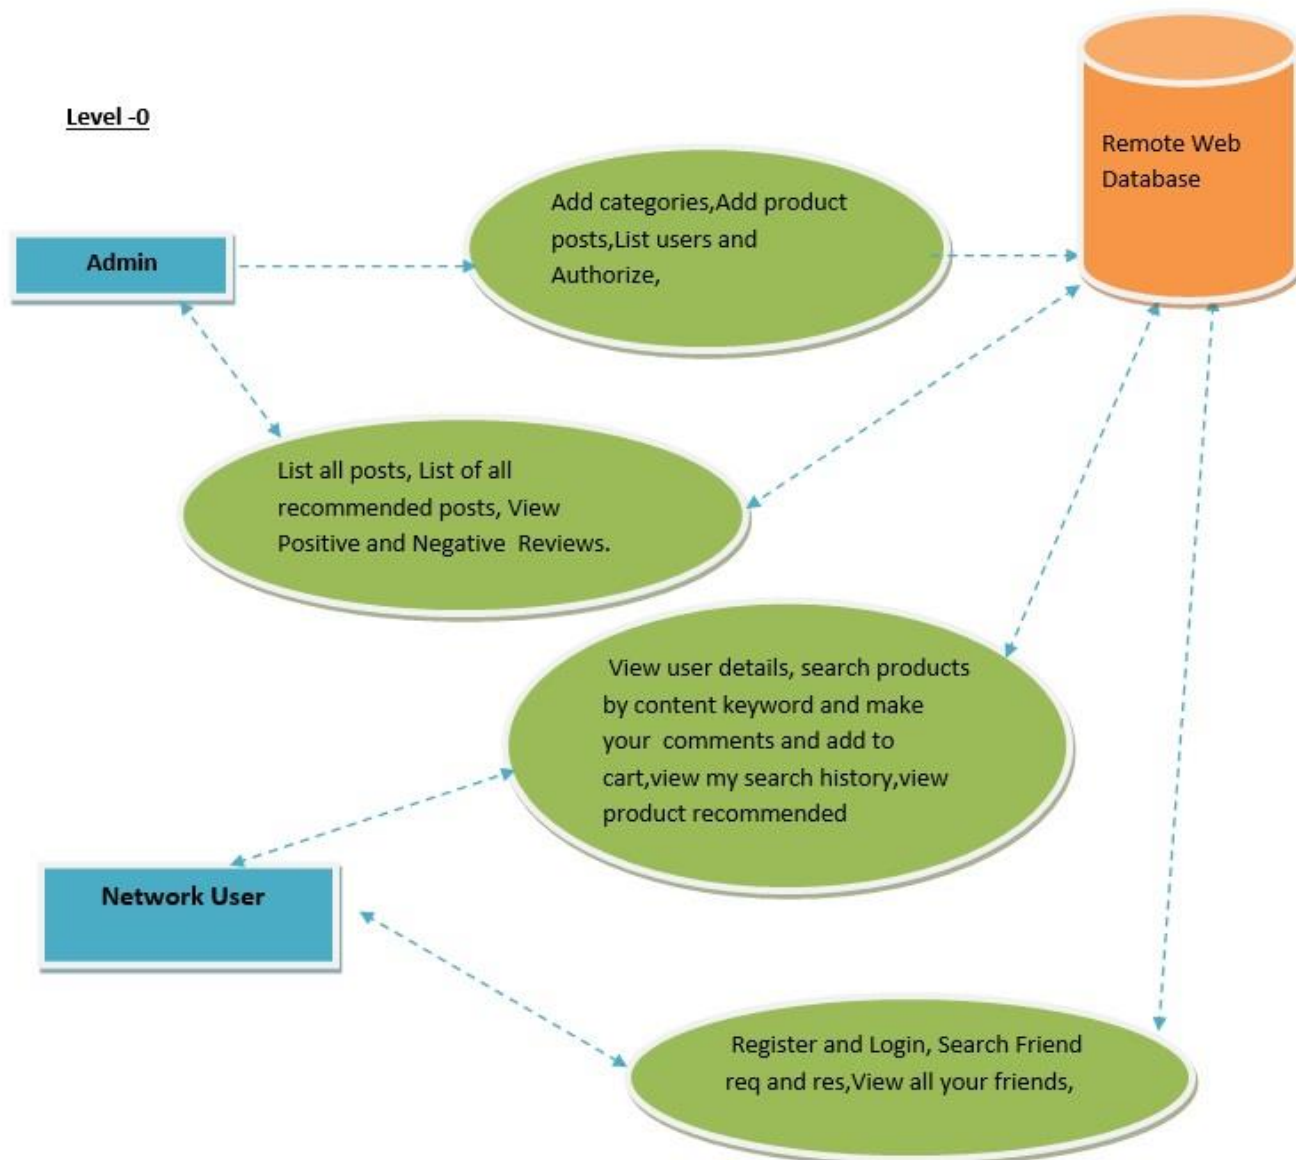 Level -0
Remote Web
Database
Add categories,Add product
posts,List users and
Authorize,
Admin
List all posts, List of all
recommended posts, View
Positive and Negative  Reviews.
View user details, search products
by content keyword and make
your  comments and add to
cart,view my search history,view
product recommended
Network User
Register and Login, Search Friend
req and res,View all your friends,